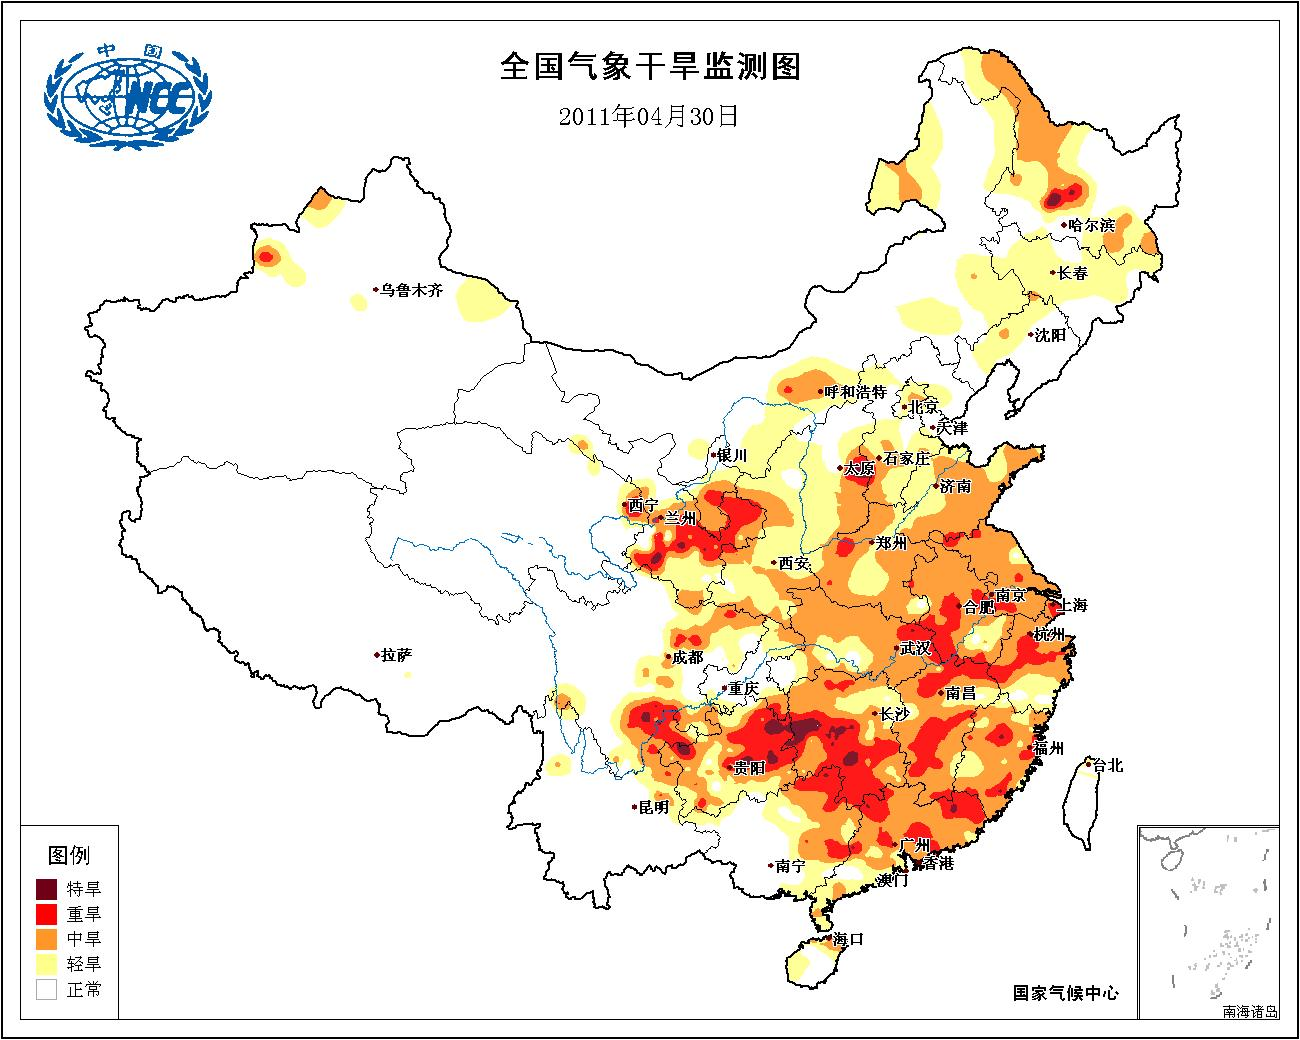 中 国
NCC
全国气象干旱监测图
2011年04月30日
哈尔滨
长春
乌鲁木齐
沈阳
呼和浩特
北京
天津
银川
太原
石家庄
济南
西宁
兰州
郑州
西安
南京
合肥
上海
杭州
武汉
拉萨
成都
重庆
南昌
长沙
福州
贵阳
台北
昆明
广州
香港
南宁
澳门
海口
图例
特旱
重旱
中旱
轻旱
正常
国家气候中心
南海诸岛